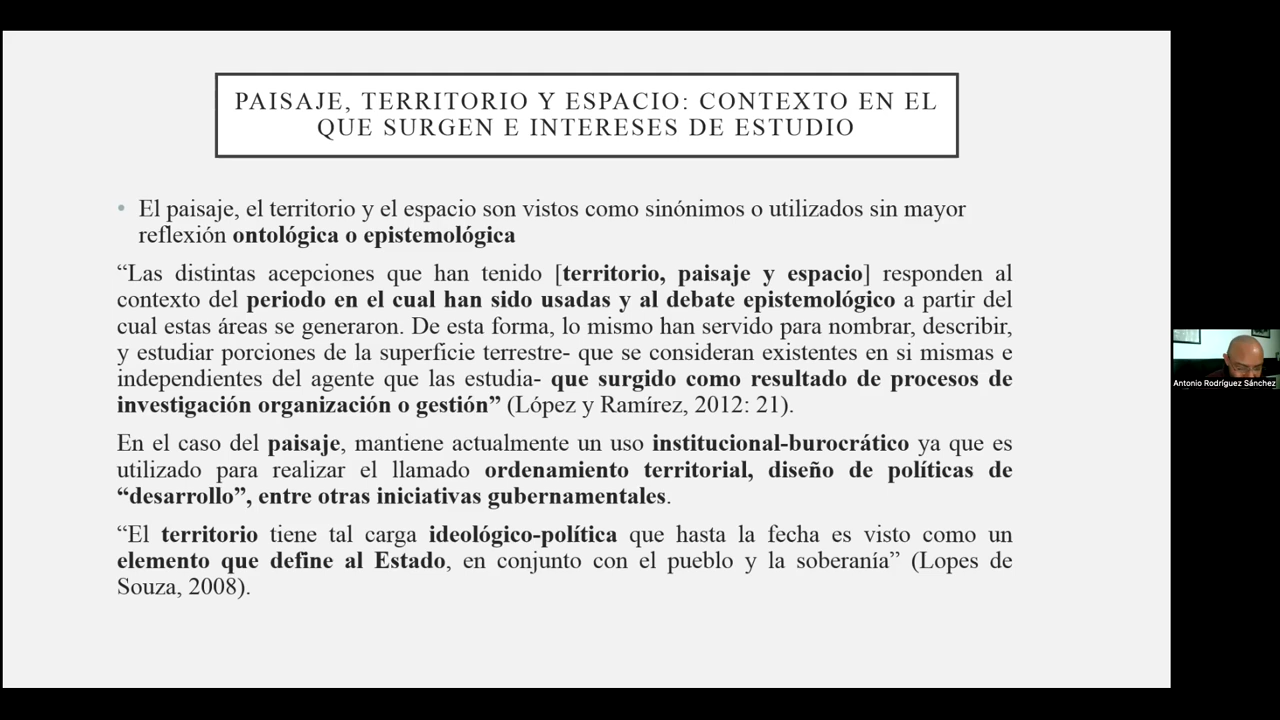 PAISAJE, TERRITORIO Y ESPACIO: CONTEXTO EN EL
QUE SURGEN E INTERESES DE ESTUDIO
• El paisaje, el territorio y el espacio son vistos como sinónimos o utilizados sin mayor
reflexión ontológica o epistemológica
“Las distintas acepciones que han tenido [territorio, paisaje y espacio] responden al
contexto del periodo en el cual han sido usadas y al debate epistemológico a partir del
cual estas áreas se generaron. De esta forma, lo mismo han servido para nombrar, describir,
y estudiar porciones de la superficie terrestre- que se consideran existentes en si mismas e
independientes del agente que las estudia- que surgido como resultado de procesos de
investigación organización o gestión” (López y Ramírez, 2012: 21).
En el caso del paisaje, mantiene actualmente un uso institucional-burocrático ya que es
utilizado para realizar el llamado ordenamiento territorial, diseño de políticas de
“desarrollo”, entre otras iniciativas gubernamentales.
“El territorio tiene tal carga ideológico-política que hasta la fecha es visto como un
elemento que define al Estado, en conjunto con el pueblo y la soberanía” (Lopes de
Souza, 2008).
Antonio Rodríguez Sánchez